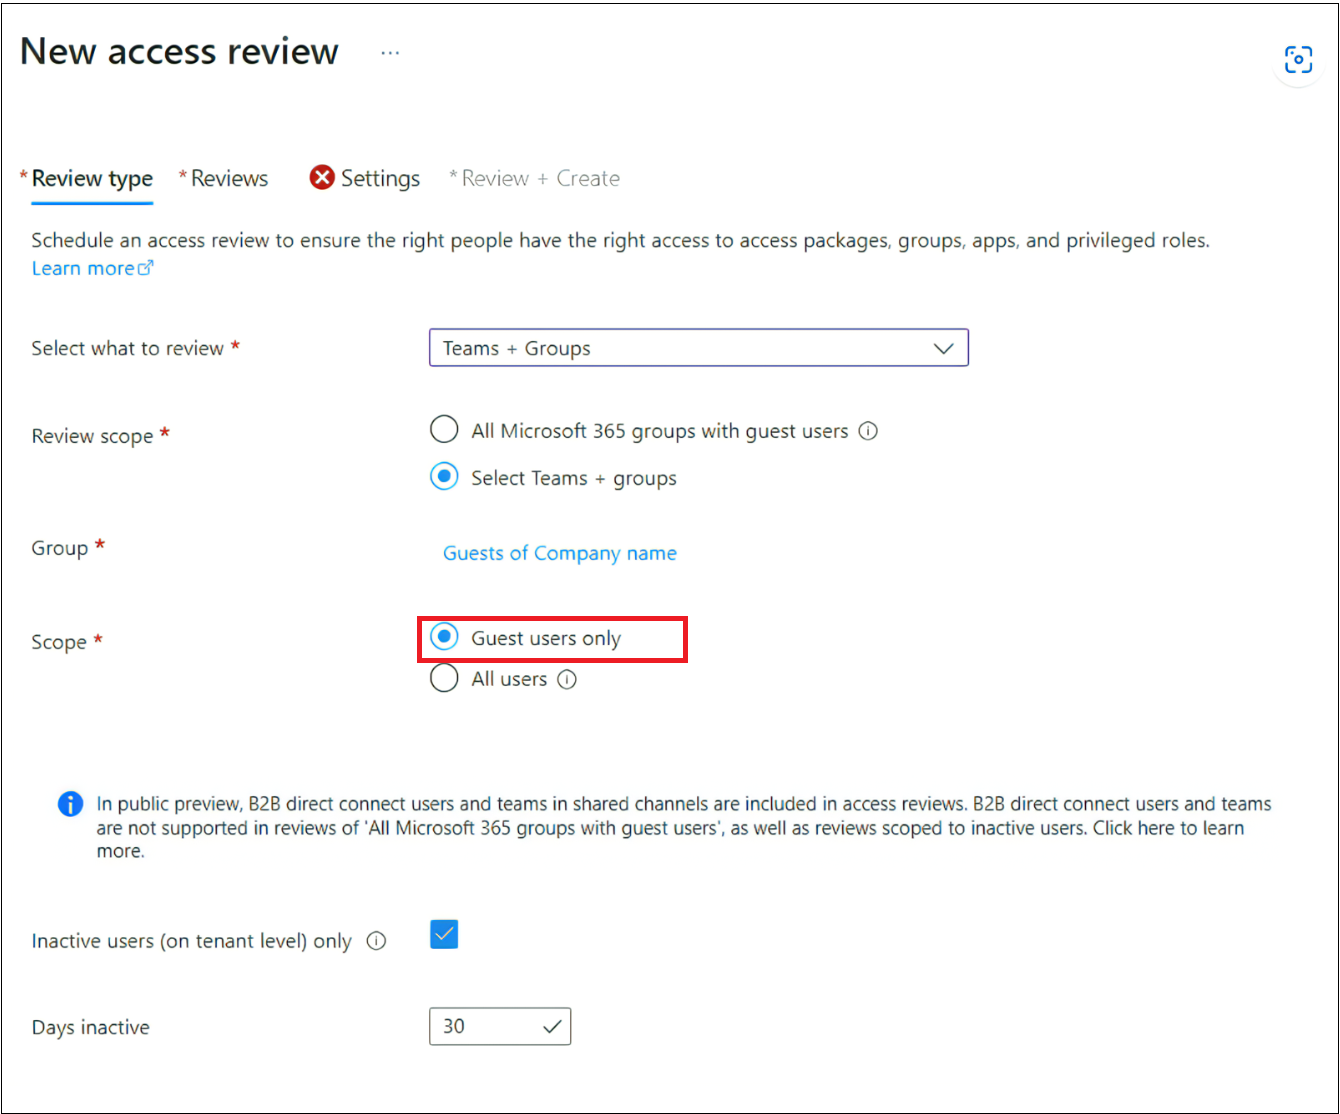 New access review ...
*Review type *Reviews Settings *Review + Create
Schedule an access review to ensure the right people have the right access to access packages, groups, apps, and privileged roles.
Learn more
Select what to review *
Teams + Groups
Review scope *
All Microsoft 365 groups with guest users
Select Teams + groups
Group *
Guests of Company name
Scope *
Guest users only
All users
In public preview, B2B direct connect users and teams in shared channels are included in access reviews. B2B direct connect users and teams
are not supported in reviews of 'All Microsoft 365 groups with guest users', as well as reviews scoped to inactive users. Click here to learn
more.
Inactive users (on tenant level) only
Days inactive
30